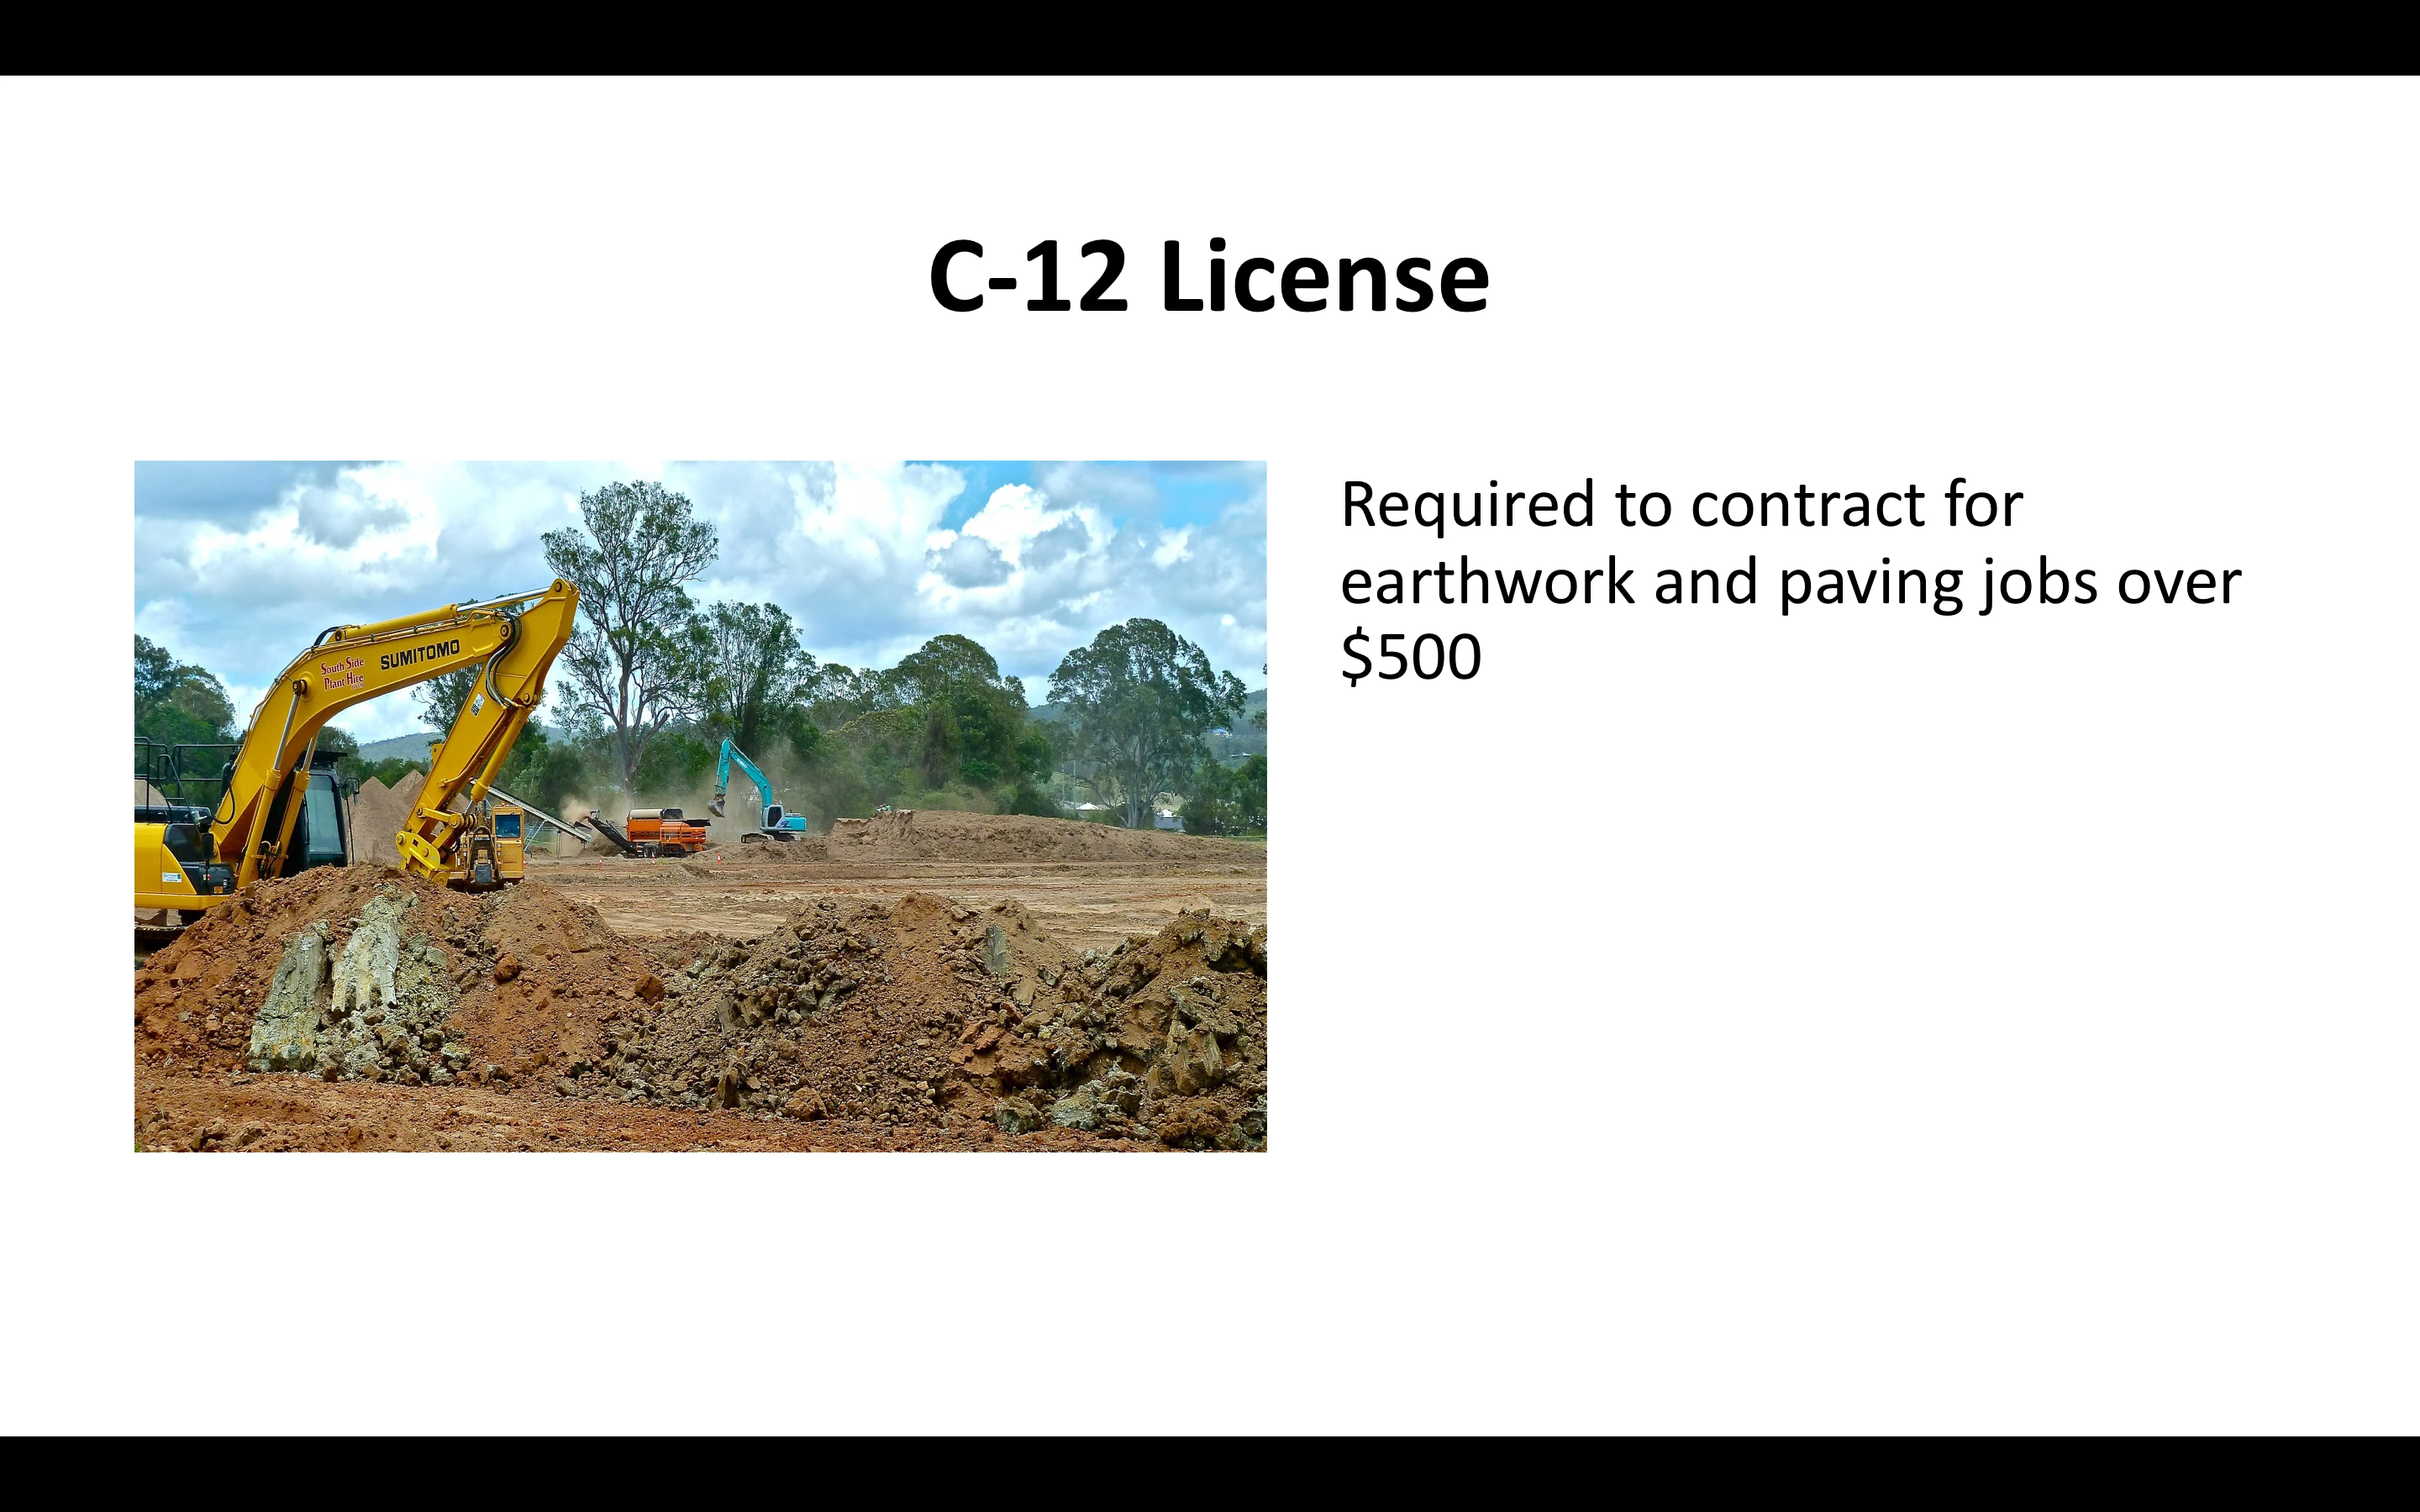 C-12 License
Required to contract for
earthwork and paving jobs over
$500
South Side
Plant Hire
SUMITOMO